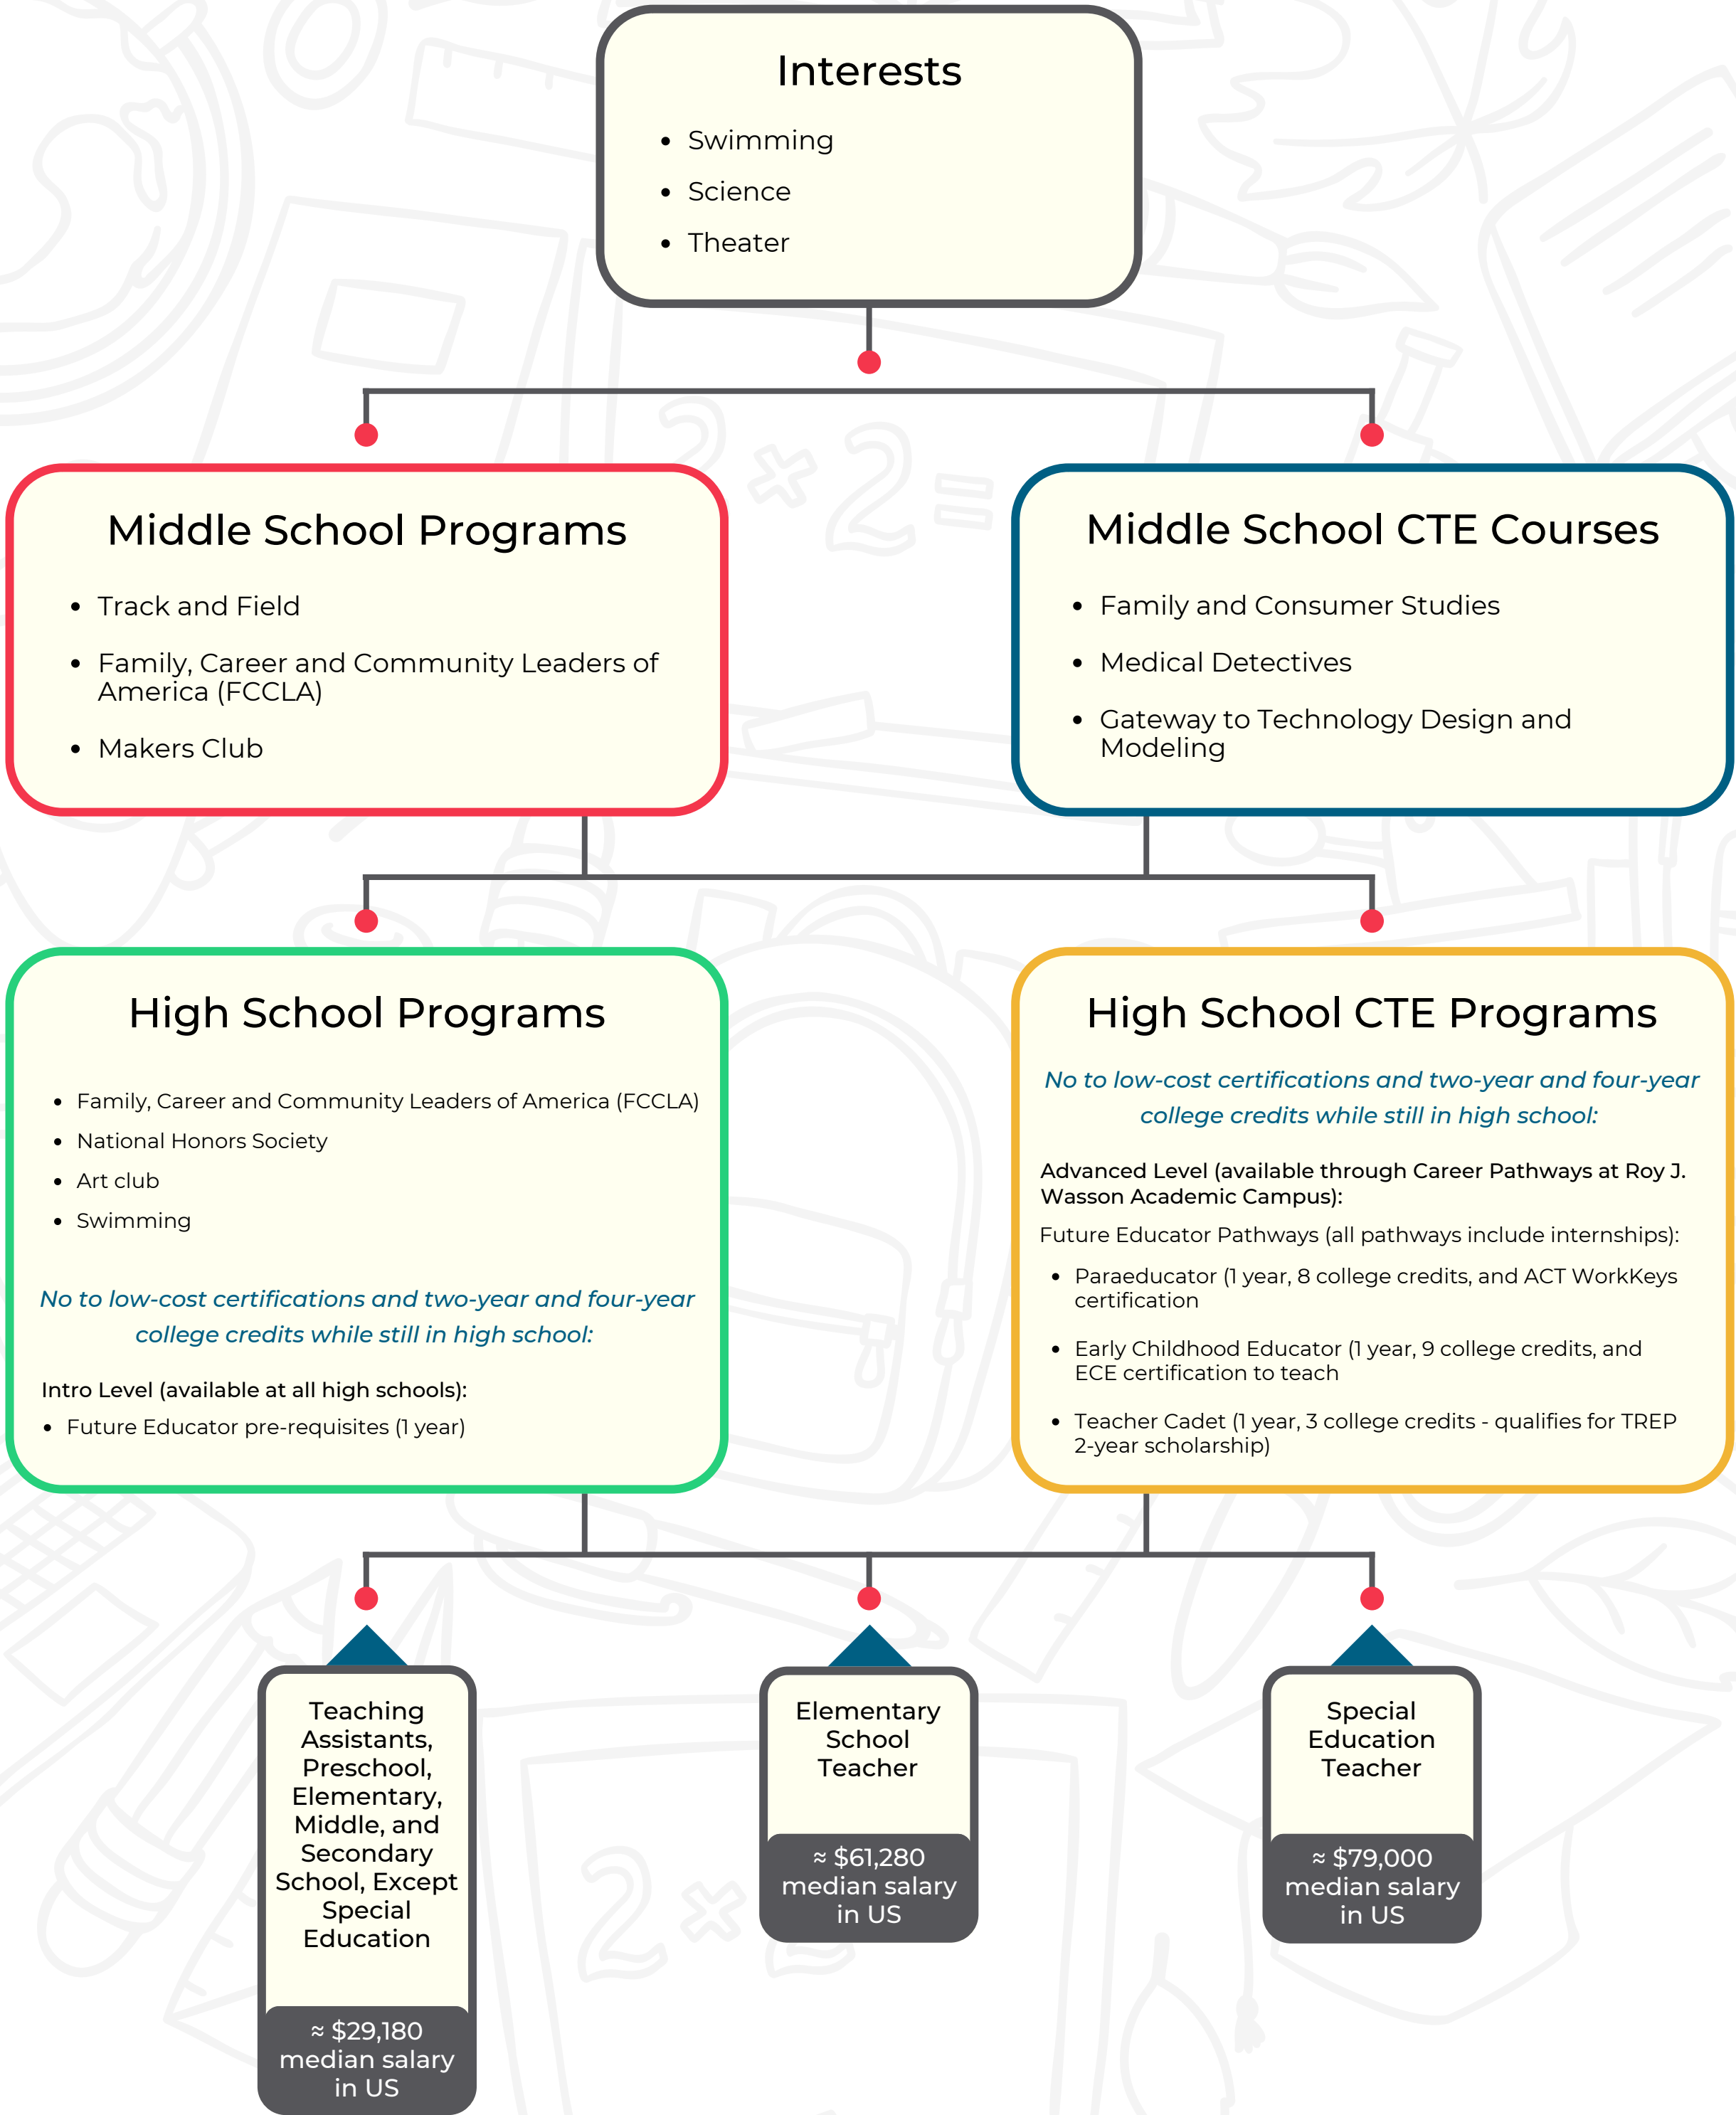 Interests
• Swimming
• Science
• Theater
Middle School Programs
• Track and Field
• Family, Career and Community Leaders of
America (FCCLA)
• Makers Club
Middle School CTE Courses
• Family and Consumer Studies
• Medical Detectives
• Gateway to Technology Design and
Modeling
2 × 2 =
High School Programs
• Family, Career and Community Leaders of America (FCCLA)
• National Honors Society
• Art club
• Swimming
No to low-cost certifications and two-year and four-year
college credits while still in high school:
Intro Level (available at all high schools):
• Future Educator pre-requisites (1 year)
High School CTE Programs
No to low-cost certifications and two-year and four-year
college credits while still in high school:
Advanced Level (available through Career Pathways at Roy J.
Wasson Academic Campus):
Future Educator Pathways (all pathways include internships):
• Paraeducator (1 year, 8 college credits, and ACT WorkKeys
certification
• Early Childhood Educator (1 year, 9 college credits, and
ECE certification to teach
• Teacher Cadet (1 year, 3 college credits - qualifies for TREP
2-year scholarship)
Teaching
Assistants,
Preschool,
Elementary,
Middle, and
Secondary
School, Except
Special
Education
≈ $29,180
median salary
in US
Elementary
School
Teacher
≈ $61,280
median salary
in US
Special
Education
Teacher
≈ $79,000
median salary
in US
2 × 2